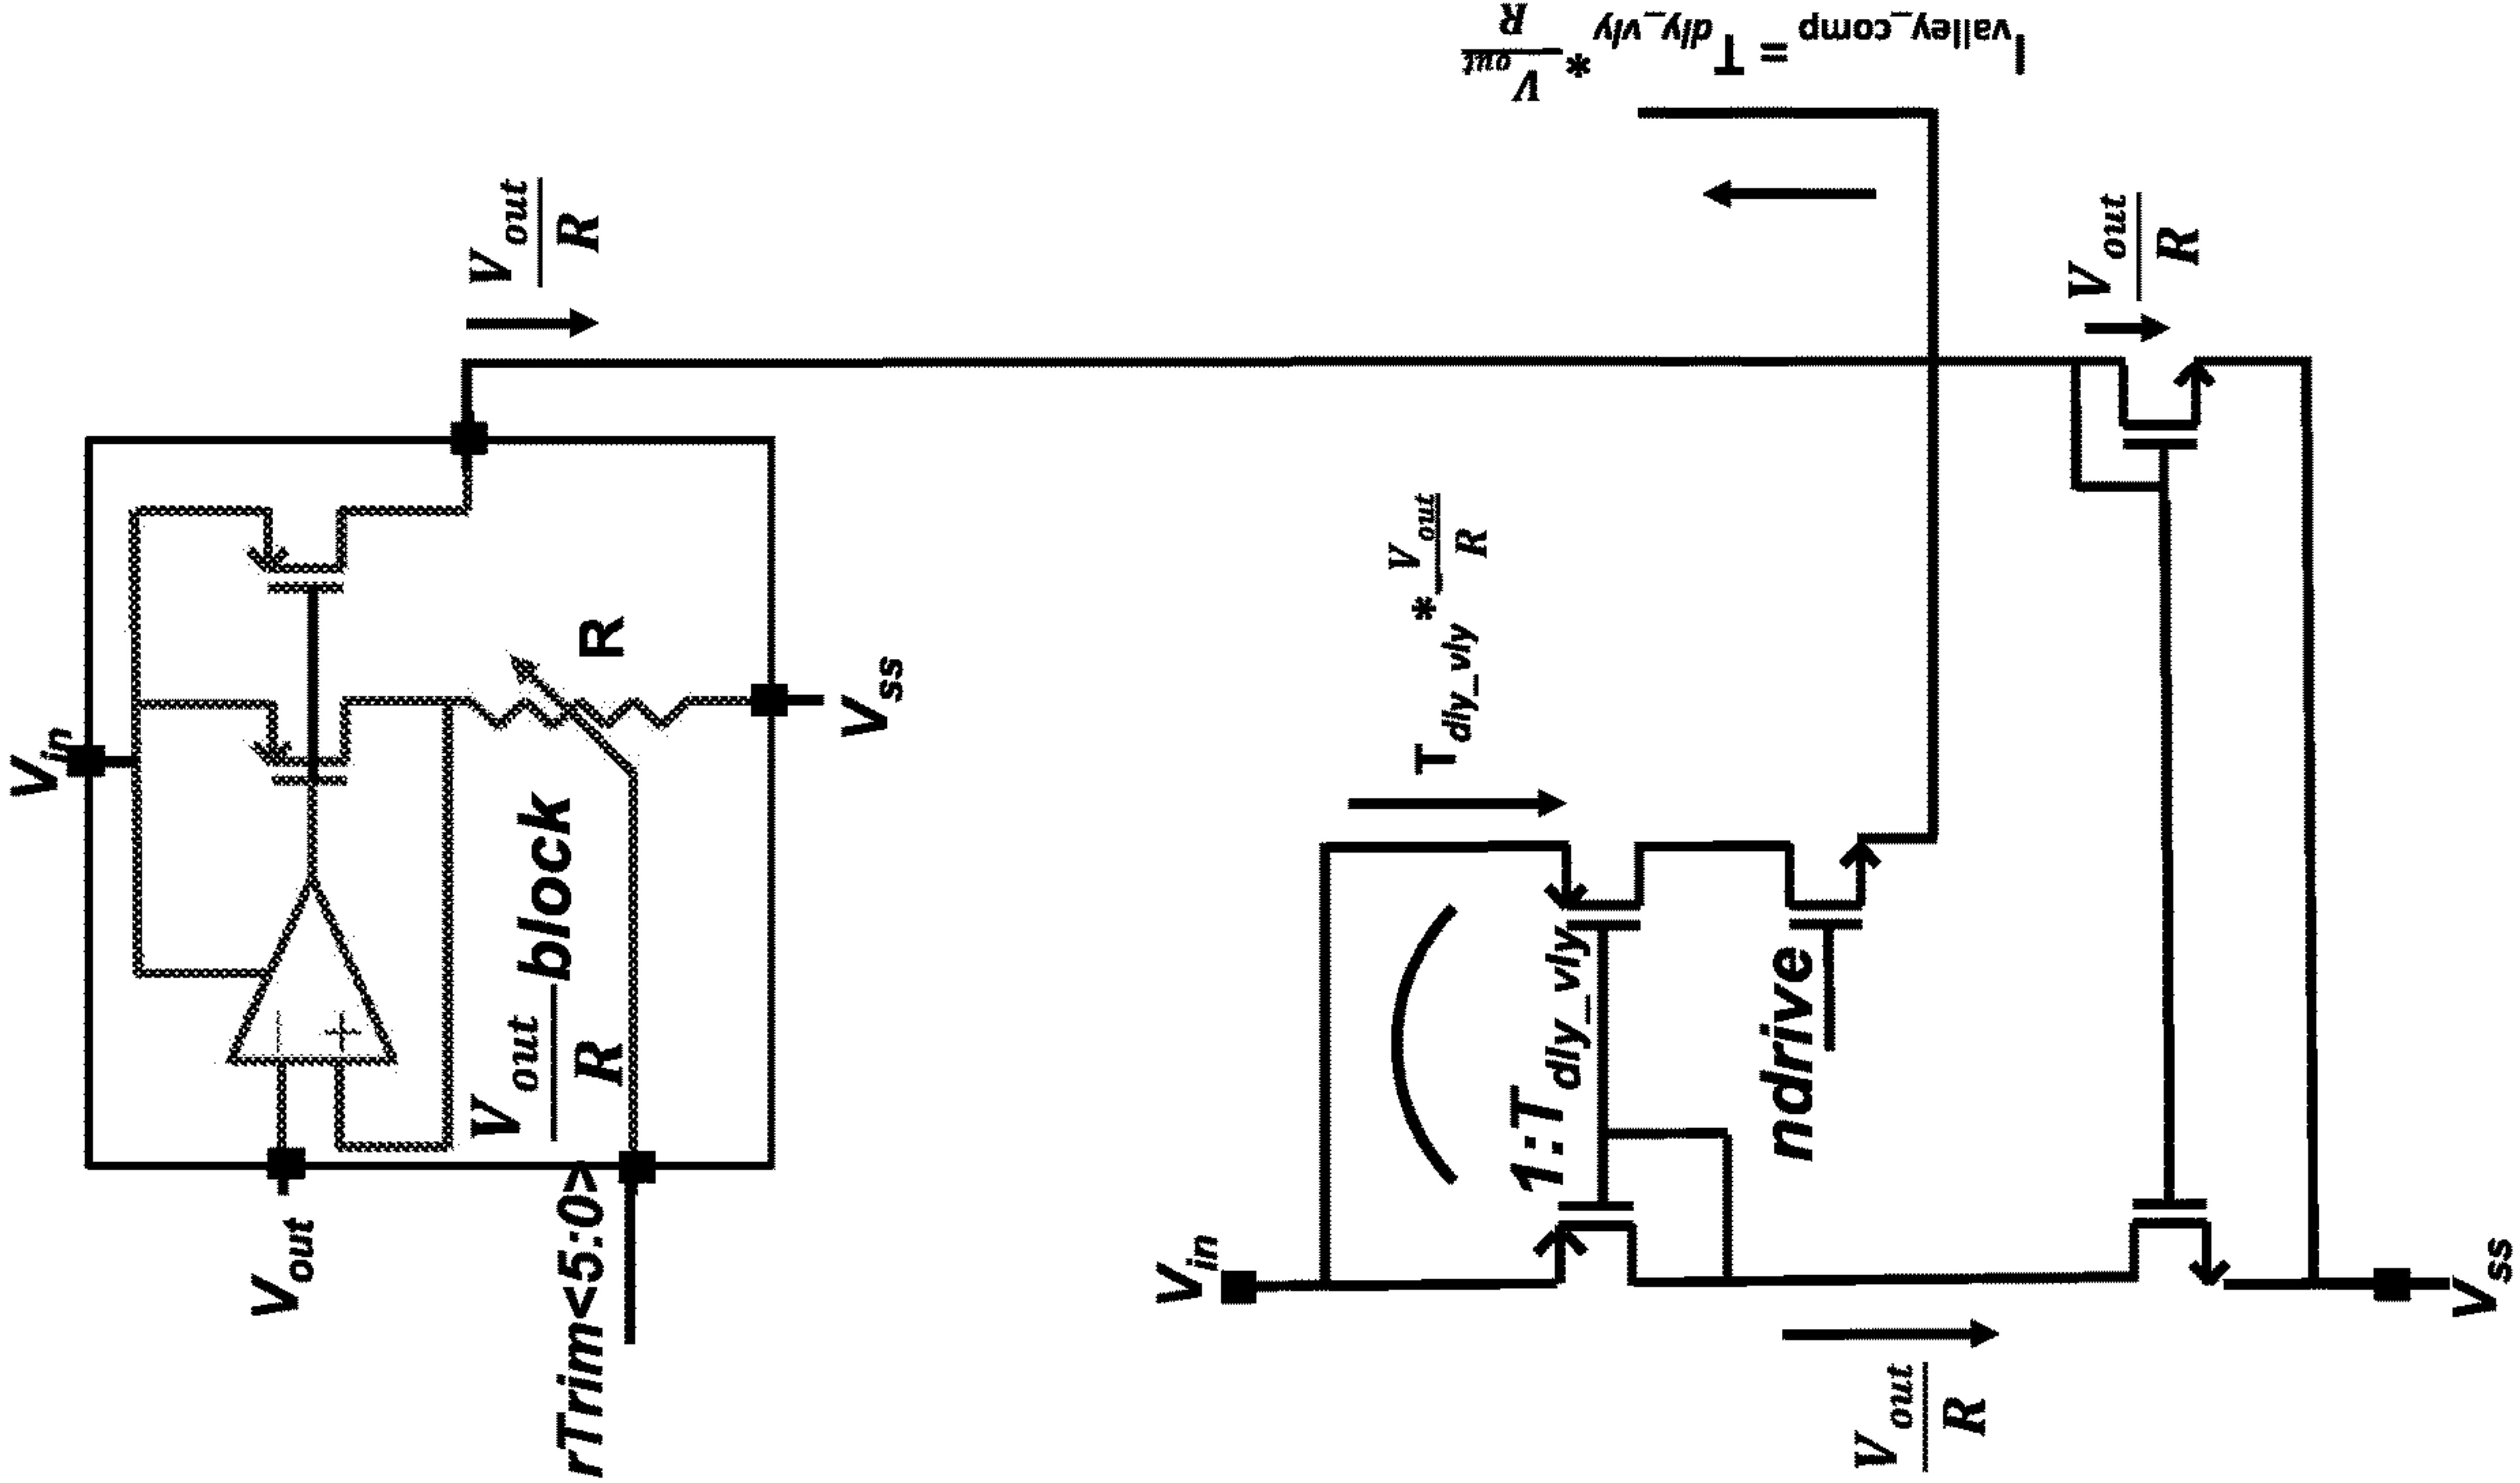 V_in
V_out
rTrim<5:0>
V_out/R block
R
V_ss
V_out/R
V_in
1:T_dly_vly
T_dly_vly * V_out/R
ndrive
V_out/R
V_out/R
V_ss
I_valley_comp = T_dly_vly * V_out/R